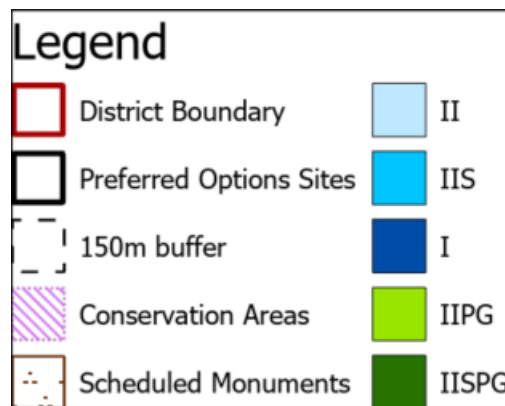 Legend
District Boundary
Preferred Options Sites
150m buffer
Conservation Areas
Scheduled Monuments
II
IIS
I
IIPG
IISPG